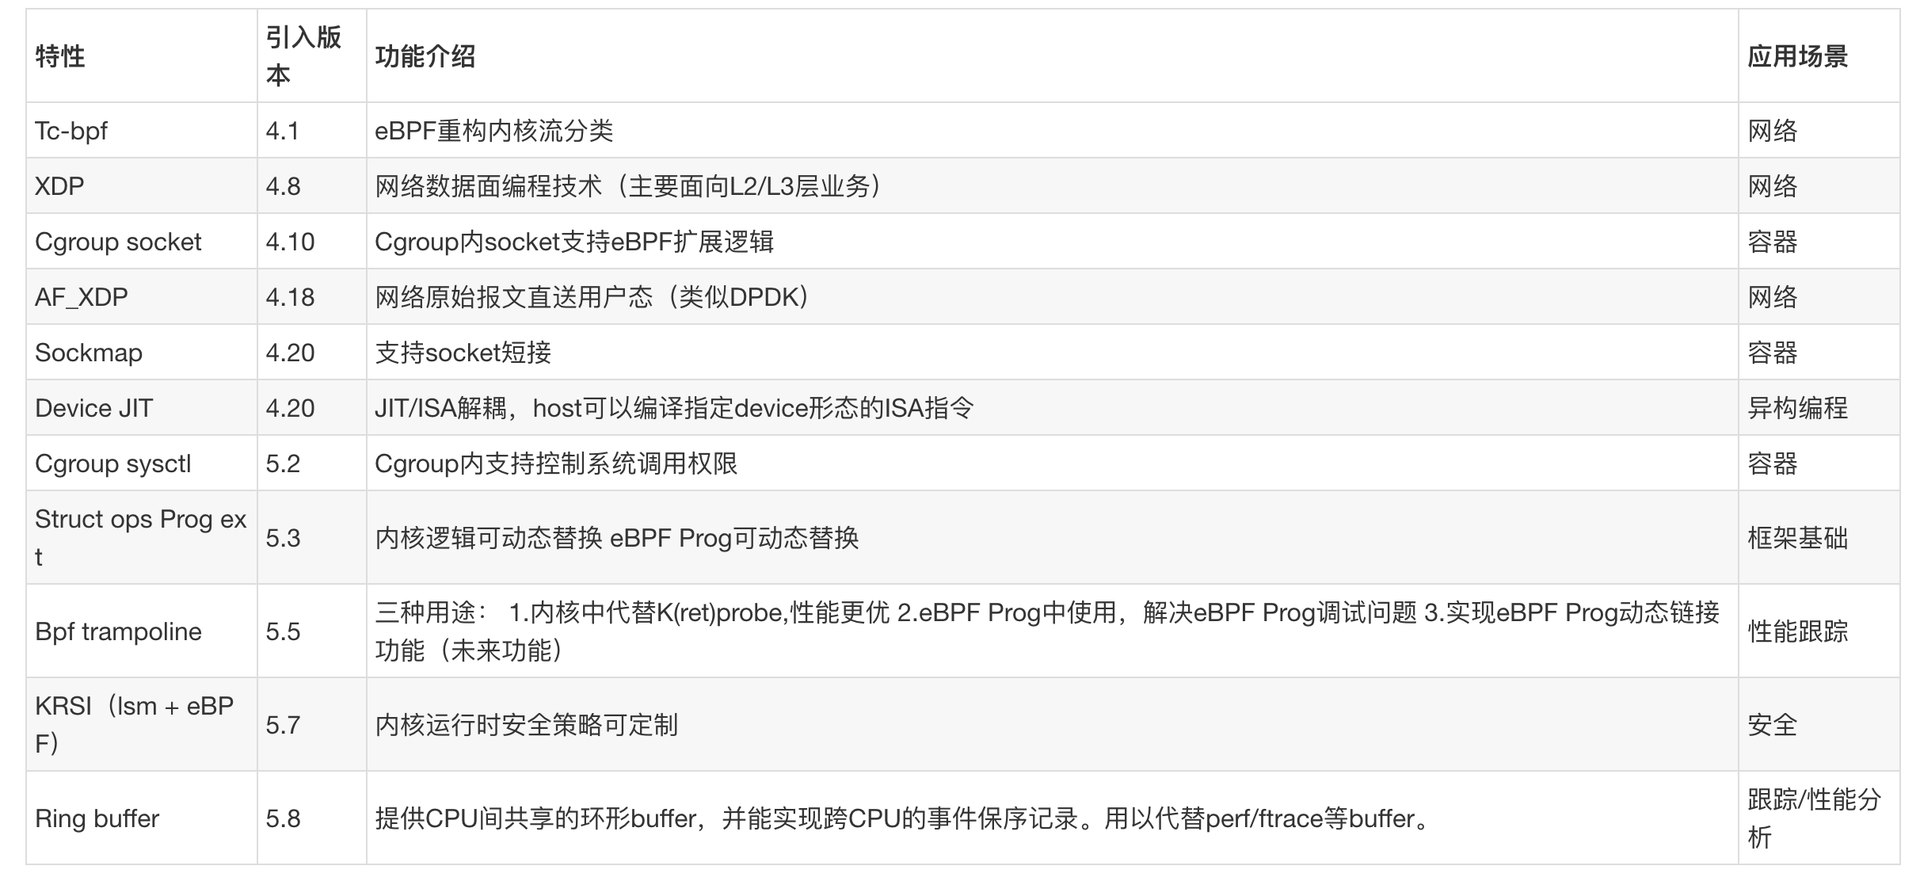 特性
引入版
本
功能介绍
应用场景
Tc-bpf
4.1
eBPF重构内核流分类
网络
XDP
4.8
网络数据面编程技术（主要面向L2/L3层业务）
网络
Cgroup socket
4.10
Cgroup内socket支持eBPF扩展逻辑
容器
AF_XDP
4.18
网络原始报文直送用户态（类似DPDK）
网络
Sockmap
4.20
支持socket短接
容器
Device JIT
4.20
JIT/ISA解耦，host可以编译指定device形态的ISA指令
异构编程
Cgroup sysctl
5.2
Cgroup内支持控制系统调用权限
容器
Struct ops Prog ex
t
5.3
内核逻辑可动态替换 eBPF Prog可动态替换
框架基础
Bpf trampoline
5.5
三种用途： 1.内核中代替K(ret)probe,性能更优 2.eBPF Prog中使用，解决eBPF Prog调试问题 3.实现eBPF Prog动态链接
功能（未来功能）
性能跟踪
KRSI（lsm + eBP
F）
5.7
内核运行时安全策略可定制
安全
Ring buffer
5.8
提供CPU间共享的环形buffer，并能实现跨CPU的事件保序记录。用以代替perf/ftrace等buffer。
跟踪/性能分
析